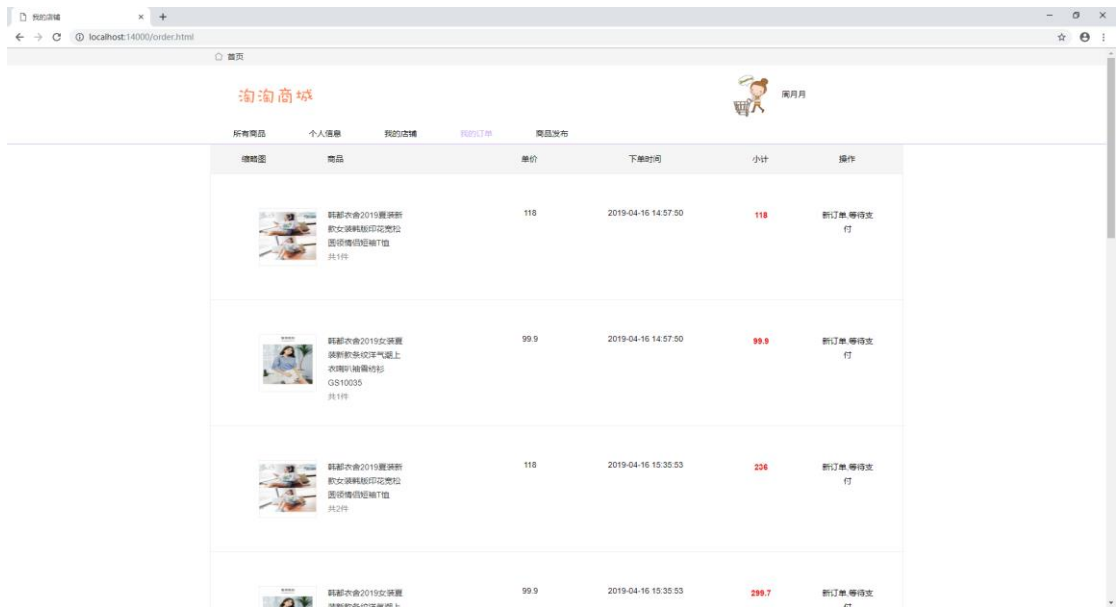 我的店铺
localhost:14000/order.html
首页
淘淘商城
周月月
所有商品 个人信息 我的店铺 我的订单 商品发布
缩略图 商品 单价 下单时间 小计 操作
韩都衣舍2019夏装新 118 2019-04-16 14:57:50 118 新订单,等待支
款女装韩版印花宽松 付
圆领情侣短袖T恤
共1件
韩都衣舍2019女装夏 99.9 2019-04-16 14:57:50 99.9 新订单,等待支
装新款条纹洋气蝈上 付
衣喇叭袖雪纺衫
GS10035
共1件
韩都衣舍2019夏装新 118 2019-04-16 15:35:53 236 新订单,等待支
款女装韩版印花宽松 付
圆领情侣短袖T恤
共2件
韩都衣舍2019女装夏 99.9 2019-04-16 15:35:53 299.7 新订单,等待支